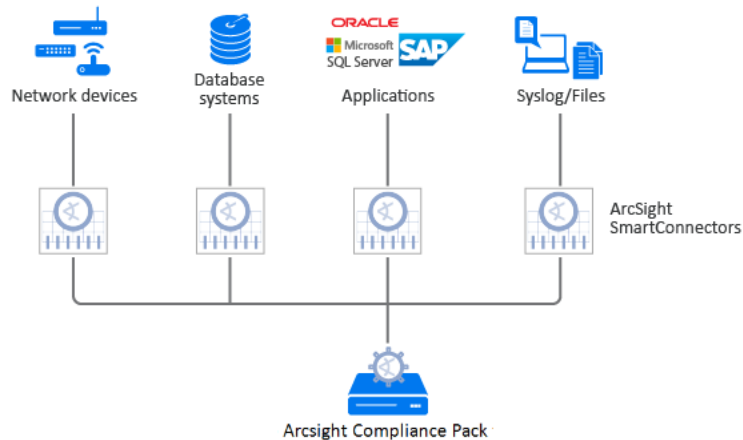 ORACLE
Microsoft
SQL Server
SAP
Network devices
Database
systems
Applications
Syslog/Files
ArcSight
SmartConnectors
Arcsight Compliance Pack